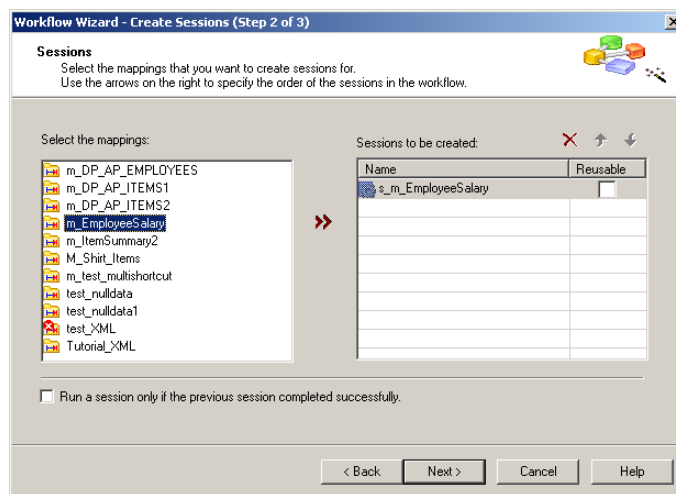 Workflow Wizard - Create Sessions (Step 2 of 3)
Sessions
Select the mappings that you want to create sessions for.
Use the arrows on the right to specify the order of the sessions in the workflow.
Select the mappings:
m_DP_AP_EMPLOYEES
m_DP_AP_ITEMS1
m_DP_AP_ITEMS2
m_EmployeeSalary
m_ItemSummary2
M_Shirt_Items
m_test_multishortcut
test_nulldata
test_nulldata1
test_XML
Tutorial_XML
Sessions to be created:
Name Reusable
s_m_EmployeeSalary
Run a session only if the previous session completed successfully.
< Back Next > Cancel Help